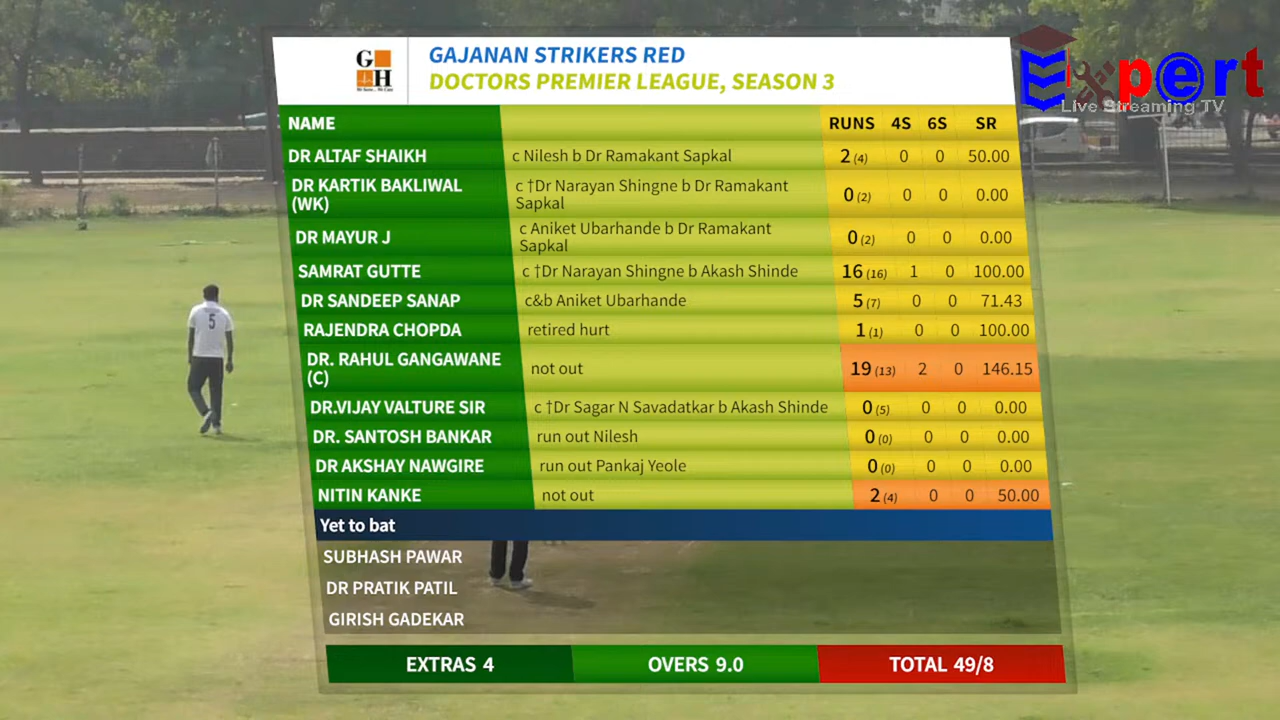 G H
GAJANAN STRIKERS RED
DOCTORS PREMIER LEAGUE, SEASON 3
Expert
Live Streaming TV
NAME RUNS 4S 6S SR
DR ALTAF SHAIKH c Nilesh b Dr Ramakant Sapkal 2 (4) 0 0 50.00
DR KARTIK BAKLIWAL (WK) c †Dr Narayan Shingne b Dr Ramakant Sapkal 0 (2) 0 0 0.00
DR MAYUR J c Aniket Ubarhande b Dr Ramakant Sapkal 0 (2) 0 0 0.00
SAMRAT GUTTE c †Dr Narayan Shingne b Akash Shinde 16 (16) 1 0 100.00
DR SANDEEP SANAP c&b Aniket Ubarhande 5 (7) 0 0 71.43
RAJENDRA CHOPDA retired hurt 1 (1) 0 0 100.00
DR. RAHUL GANGAWANE (C) not out 19 (13) 2 0 146.15
DR.VIJAY VALTURE SIR c †Dr Sagar N Savadatkar b Akash Shinde 0 (5) 0 0 0.00
DR. SANTOSH BANKAR run out Nilesh 0 (0) 0 0 0.00
DR AKSHAY NAWGIRE run out Pankaj Yeole 0 (0) 0 0 0.00
NITIN KANKE not out 2 (4) 0 0 50.00
Yet to bat
SUBHASH PAWAR
DR PRATIK PATIL
GIRISH GADEKAR
EXTRAS 4 OVERS 9.0 TOTAL 49/8
5